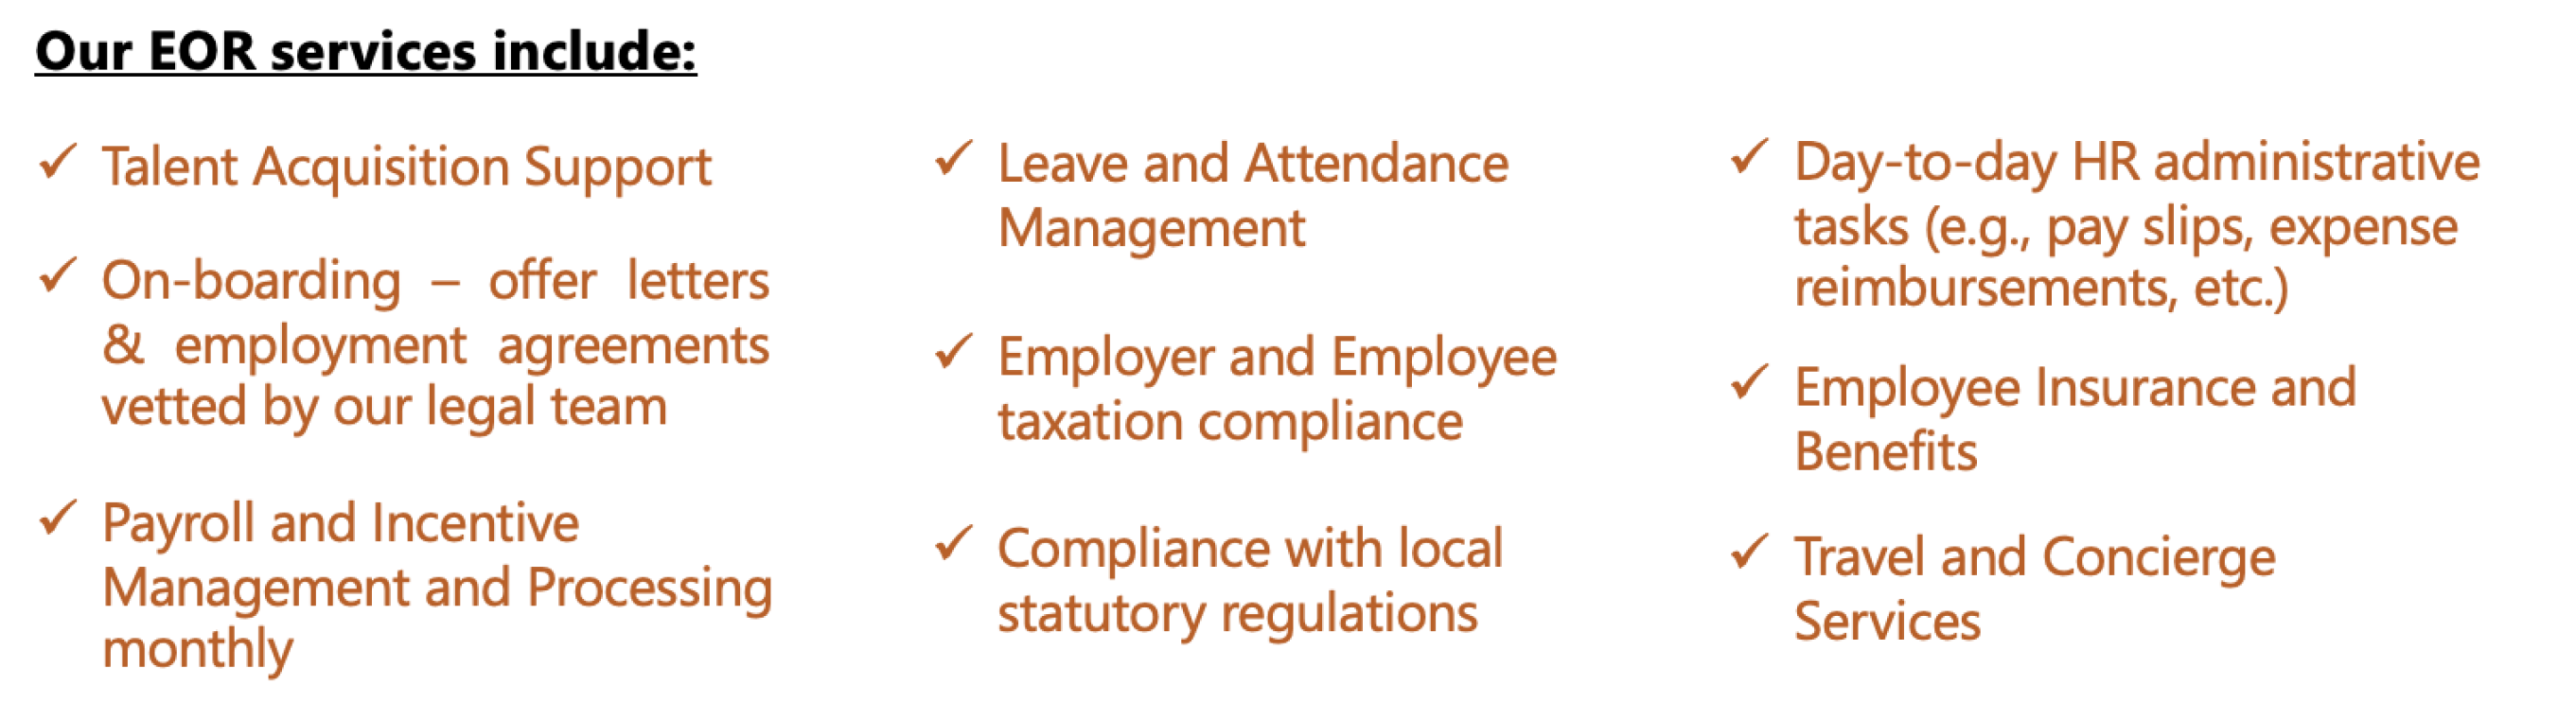 Our EOR services include:
✓ Talent Acquisition Support
✓ On-boarding – offer letters
& employment agreements
vetted by our legal team
✓ Payroll and Incentive
Management and Processing
monthly
✓ Leave and Attendance
Management
✓ Employer and Employee
taxation compliance
✓ Compliance with local
statutory regulations
✓ Day-to-day HR administrative
tasks (e.g., pay slips, expense
reimbursements, etc.)
✓ Employee Insurance and
Benefits
✓ Travel and Concierge
Services